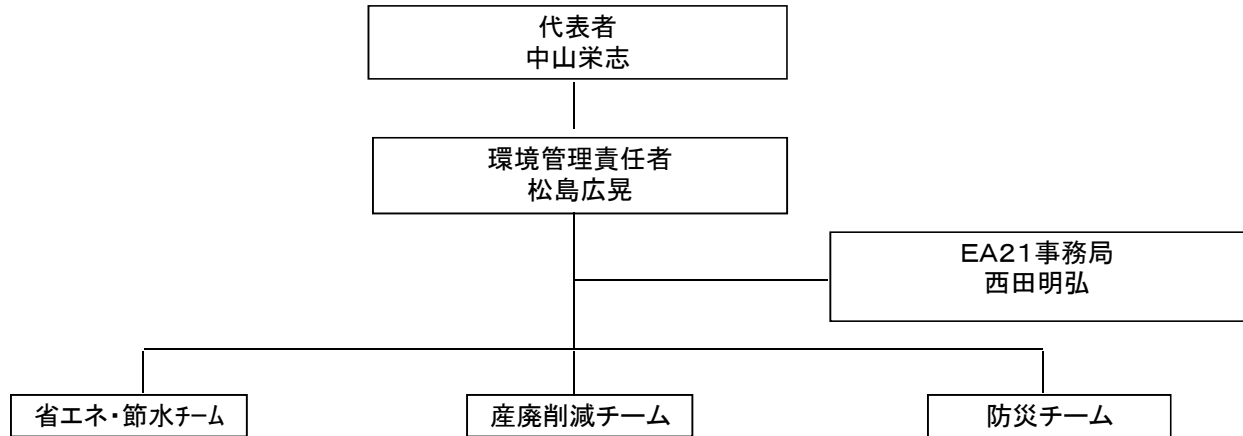 代表者
中山栄志
環境管理責任者
松島広晃
EA21事務局
西田明弘
省エネ・節水ﾁｰﾑ
産廃削減チーム
防災チーム